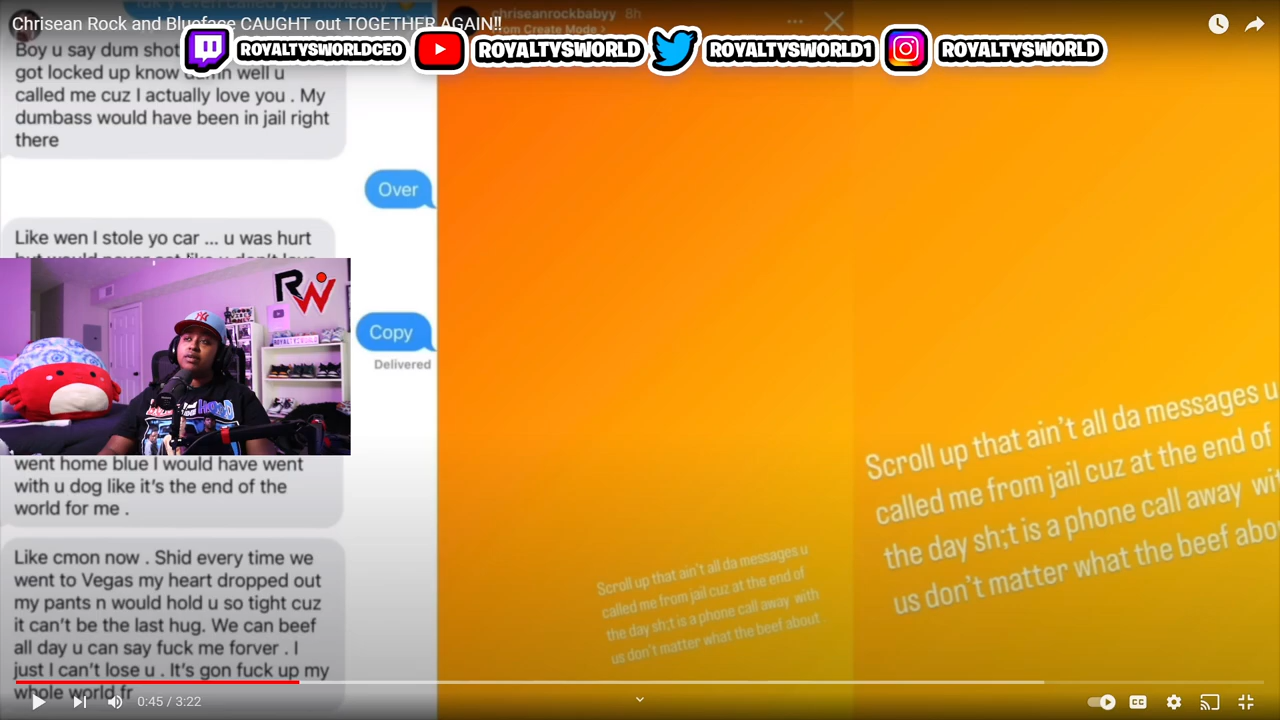 Idk y even called you honestly
Chrisean Rock and Blueface CAUGHT out TOGETHER AGAIN!!
chriseanrockbabyy 8h
From Create Mode >
ROYALTYSWORLDCEO
ROYALTYSWORLD
ROYALTYSWORLD1
ROYALTYSWORLD
Boy u say dum shot
got locked up know damn well u
called me cuz I actually love you . My
dumbass would have been in jail right
there
Over
Like wen I stole yo car ... u was hurt
RW
Copy
Delivered
went home blue I would have went
with u dog like it's the end of the
world for me .
Like cmon now . Shid every time we
went to Vegas my heart dropped out
my pants n would hold u so tight cuz
it can't be the last hug. We can beef
all day u can say fuck me forver . I
just I can't lose u . It's gon fuck up my
whole world fr
Scroll up that ain't all da messages u
called me from jail cuz at the end of
the day sh;t is a phone call away with
us don't matter what the beef about .
Scroll up that ain't all da messages u
called me from jail cuz at the end of
the day sh;t is a phone call away wit
us don't matter what the beef abo
0:45 / 3:22
CC